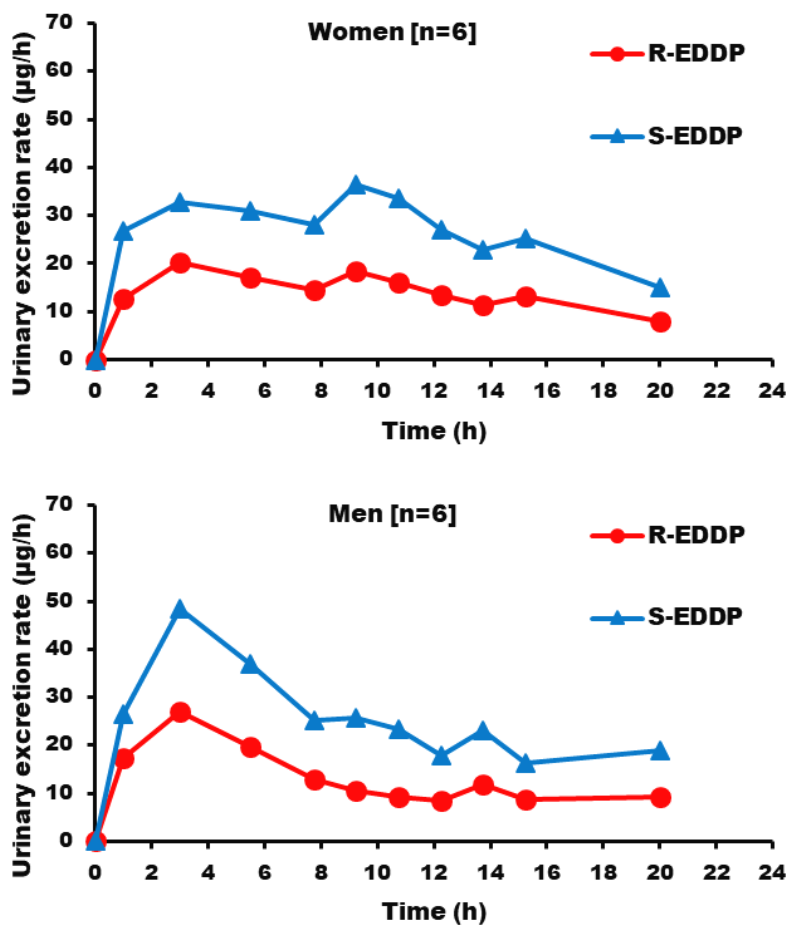 Women [n=6]
R-EDDP
S-EDDP
Urinary excretion rate (µg/h)
70
60
50
40
30
20
10
0
0 2 4 6 8 10 12 14 16 18 20 22 24
Time (h)
Men [n=6]
R-EDDP
S-EDDP
Urinary excretion rate (µg/h)
70
60
50
40
30
20
10
0
0 2 4 6 8 10 12 14 16 18 20 22 24
Time (h)